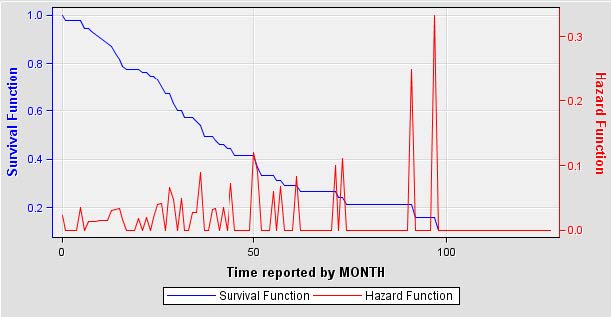 1.0
0.8
0.6
0.4
0.2
Survival Function
0.3
0.2
0.1
0.0
Hazard Function
0 50 100
Time reported by MONTH
Survival Function Hazard Function